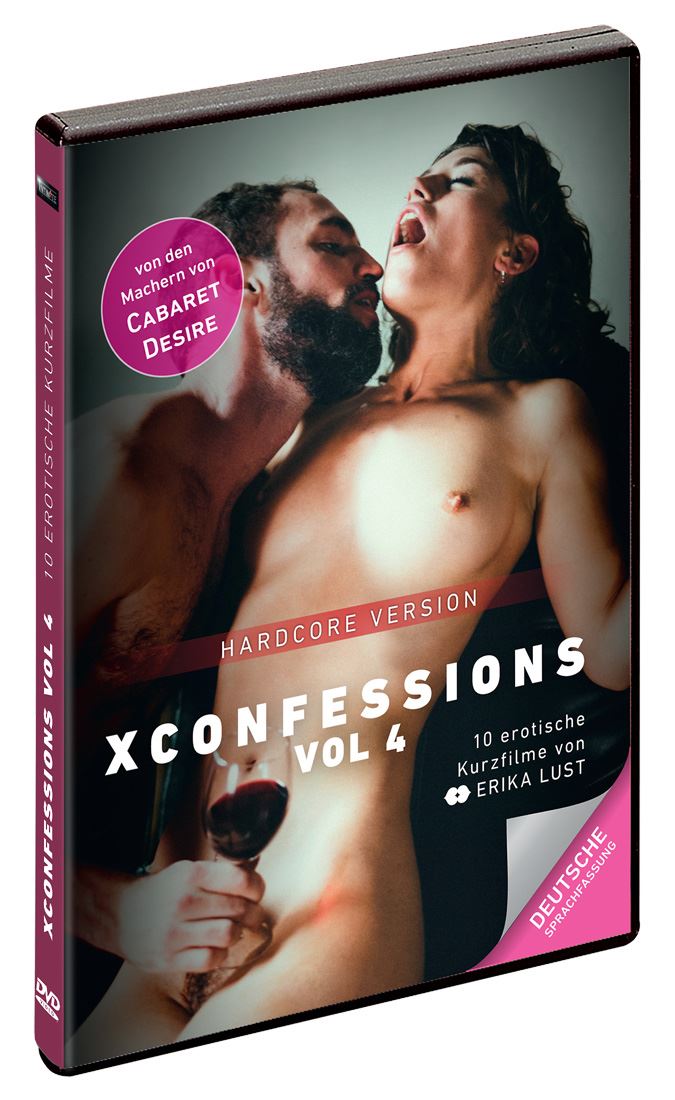 von den
Machern von
CABARET
DESIRE
HARDCORE VERSION
XCONFESSIONS
VOL 4
10 erotische
Kurzfilme von
ERIKA LUST
DEUTSCHE
SPRACHFASSUNG
10 EROTISCHE KURZFILME
XCONFESSIONS VOL 4
DVD
VIDEO